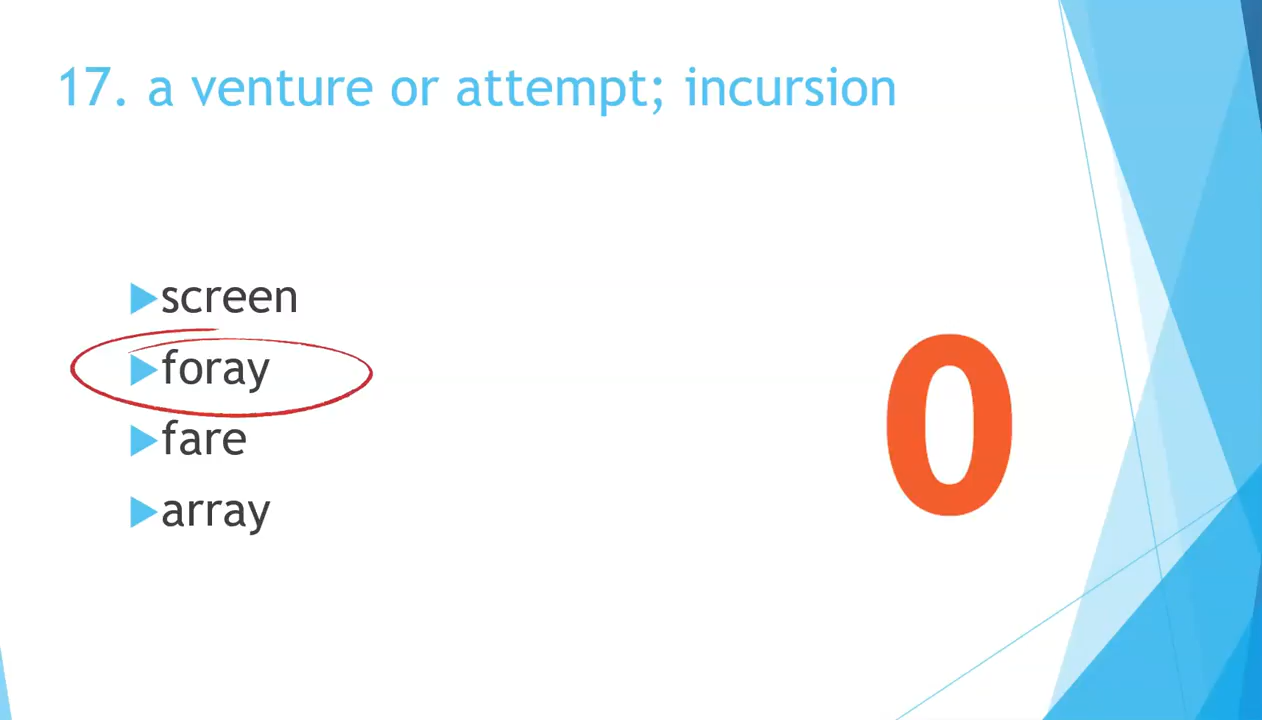 17. a venture or attempt; incursion
screen
foray
fare
array
0